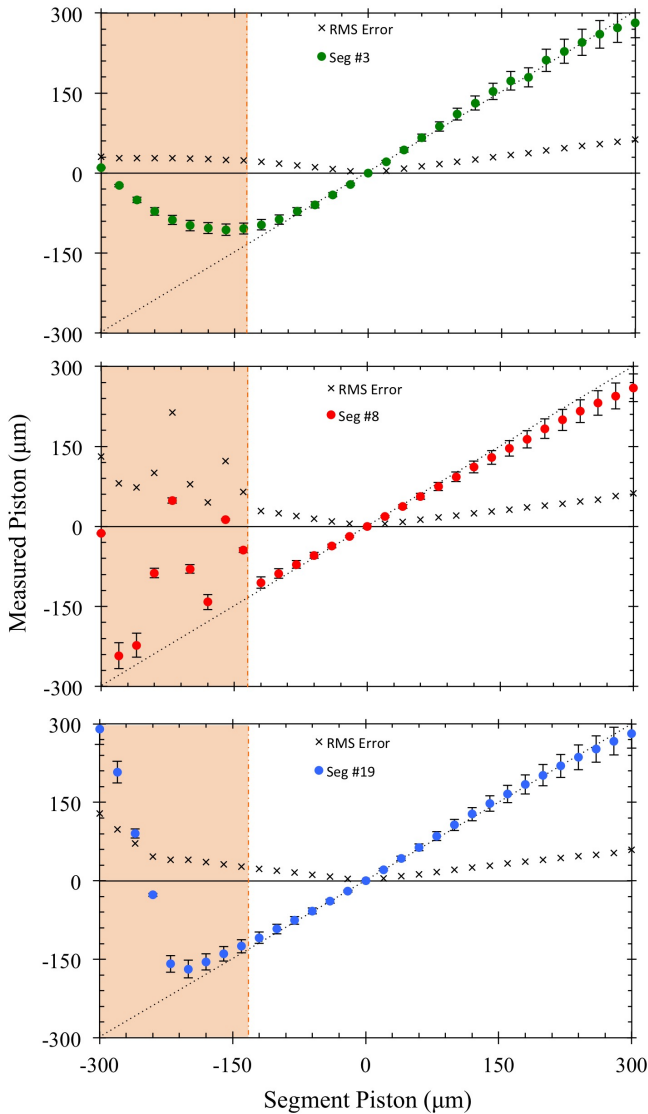 300
× RMS Error
Seg #3
150
0
-150
-300
300
× RMS Error
Seg #8
150
0
-150
-300
Measured Piston (μm)
300
× RMS Error
Seg #19
150
0
-150
-300
-300 -150 0 150 300
Segment Piston (μm)